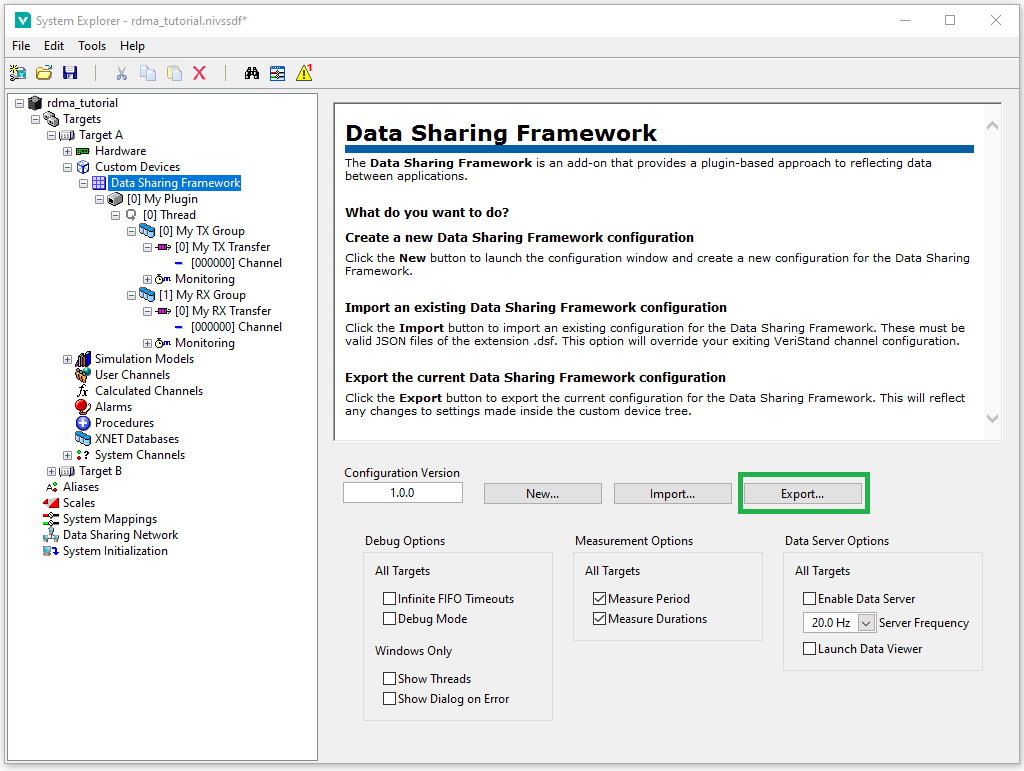 System Explorer - rdma_tutorial.nivssdf*
File Edit Tools Help
rdma_tutorial
Targets
Target A
Hardware
Custom Devices
Data Sharing Framework
[0] My Plugin
[0] Thread
[0] My TX Group
[0] My TX Transfer
[000000] Channel
Monitoring
[1] My RX Group
[0] My RX Transfer
[000000] Channel
Monitoring
Simulation Models
User Channels
Calculated Channels
Alarms
Procedures
XNET Databases
System Channels
Target B
Aliases
Scales
System Mappings
Data Sharing Network
System Initialization
Data Sharing Framework
The Data Sharing Framework is an add-on that provides a plugin-based approach to reflecting data
between applications.
What do you want to do?
Create a new Data Sharing Framework configuration
Click the New button to launch the configuration window and create a new configuration for the Data Sharing
Framework.
Import an existing Data Sharing Framework configuration
Click the Import button to import an existing configuration for the Data Sharing Framework. These must be
valid JSON files of the extension .dsf. This option will override your exiting VeriStand channel configuration.
Export the current Data Sharing Framework configuration
Click the Export button to export the current configuration for the Data Sharing Framework. This will reflect
any changes to settings made inside the custom device tree.
Configuration Version
1.0.0 New... Import... Export...
Debug Options
All Targets
Infinite FIFO Timeouts
Debug Mode
Windows Only
Show Threads
Show Dialog on Error
Measurement Options
All Targets
Measure Period
Measure Durations
Data Server Options
All Targets
Enable Data Server
20.0 Hz Server Frequency
Launch Data Viewer